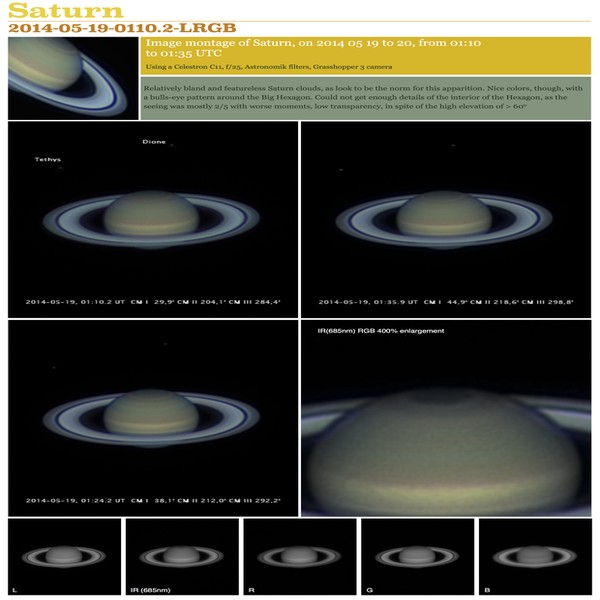 Saturn
2014-05-19-0110.2-LRGB
Image montage of Saturn, on 2014 05 19 to 20, from 01:10
to 01:35 UTC
Using a Celestron C11, f/25, Astronomik filters, Grasshopper 3 camera
Relatively bland and featureless Saturn clouds, as look to be the norm for this apparition. Nice colors, though, with
a bulls-eye pattern around the Big Hexagon. Could not get enough details of the interior of the Hexagon, as the
seeing was mostly 2/5 with worse moments, low transparency, in spite of the high elevation of > 60°
Dione
Tethys
2014-05-19, 01:10.2 UT CM I 29,9° CM II 204,1° CM III 284,4°
2014-05-19, 01:35.9 UT CM I 44,9° CM II 218,6° CM III 298,8°
2014-05-19, 01:24.2 UT CM I 38,1° CM II 212,0° CM III 292,2°
IR(685nm) RGB 400% enlargement
L
IR (685nm)
R
G
B